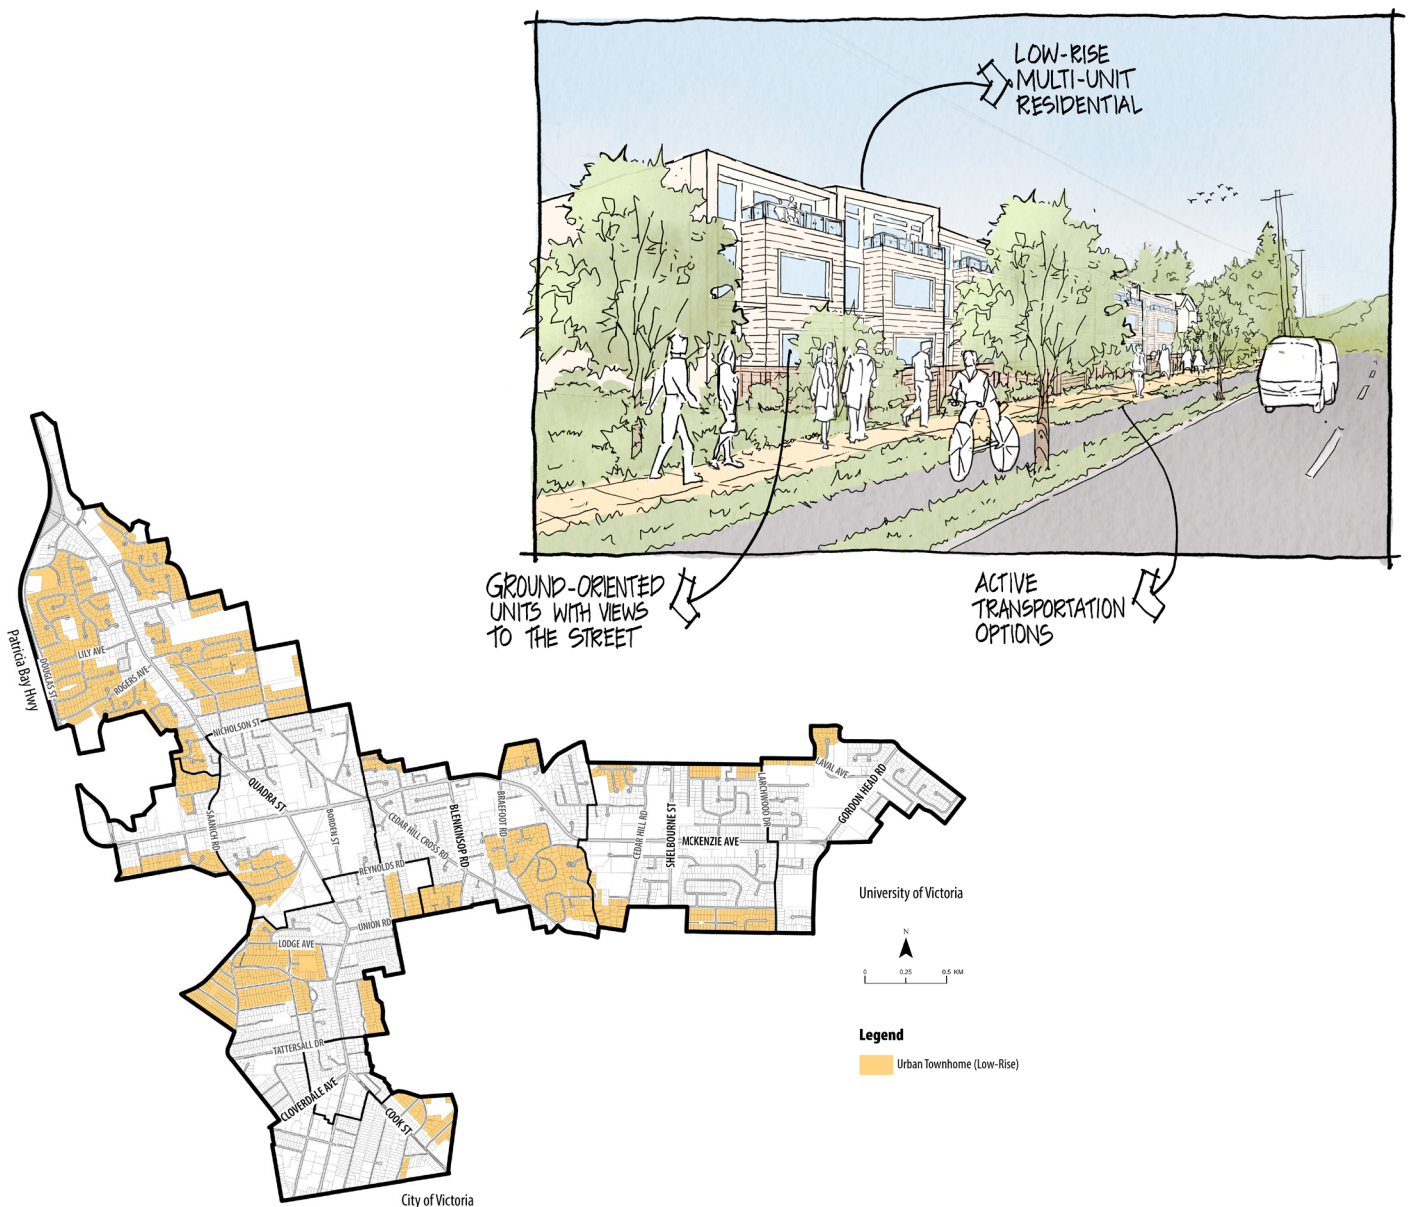 LOW-RISE
MULTI-UNIT
RESIDENTIAL
GROUND-ORIENTED
UNITS WITH VIEWS
TO THE STREET
ACTIVE
TRANSPORTATION
OPTIONS
Patricia Bay Hwy
DOUGLAS ST
LILY AVE
ROGERS AVE
NICHOLSON ST
QUADRA ST
SAANICH RD
BORDEN ST
CEDAR HILL CROSS RD
BLENKINSOP RD
BRAEFOOT RD
REYNOLDS RD
CEDAR HILL RD
SHELBOURNE ST
MCKENZIE AVE
LARCHWOOD DR
LAVAL AVE
GORDON HEAD RD
UNION RD
LODGE AVE
TATTERSALL DR
CLOVERDALE AVE
COOK ST
University of Victoria
N
0 0.25 0.5 KM
Legend
Urban Townhome (Low-Rise)
City of Victoria